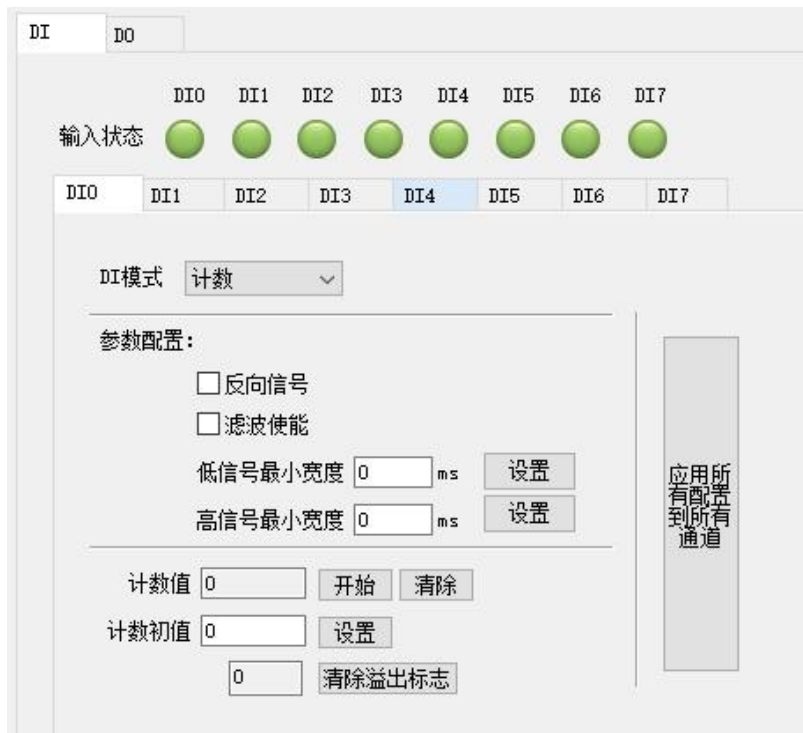 DI DO
DI0 DI1 DI2 DI3 DI4 DI5 DI6 DI7
输入状态
DI0 DI1 DI2 DI3 DI4 DI5 DI6 DI7
DI模式 计数
参数配置:
反向信号
滤波使能
低信号最小宽度 0 ms 设置
高信号最小宽度 0 ms 设置
应用所
有配置
到所有
通道
计数值 0 开始 清除
计数初值 0 设置
0 清除溢出标志